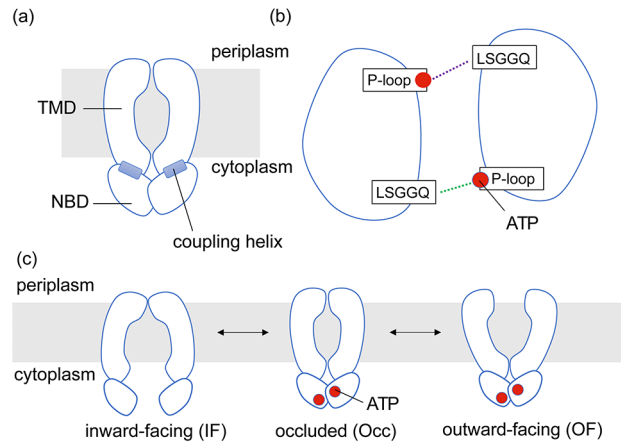 (a)
periplasm
TMD
cytoplasm
NBD
coupling helix
(b)
LSGGQ
P-loop
LSGGQ
P-loop
ATP
(c)
periplasm
cytoplasm
ATP
inward-facing (IF)
occluded (Occ)
outward-facing (OF)